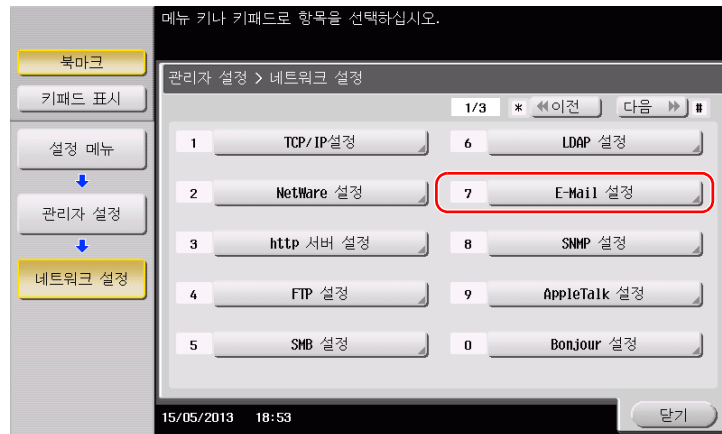 메뉴 키나 키패드로 항목을 선택하십시오.
북마크
키패드 표시
설정 메뉴
관리자 설정
네트워크 설정
관리자 설정 > 네트워크 설정
1/3 * 이전 다음 #
1 TCP/IP설정
2 NetWare 설정
3 http 서버 설정
4 FTP 설정
5 SMB 설정
6 LDAP 설정
7 E-Mail 설정
8 SNMP 설정
9 AppleTalk 설정
0 Bonjour 설정
15/05/2013 18:53
닫기